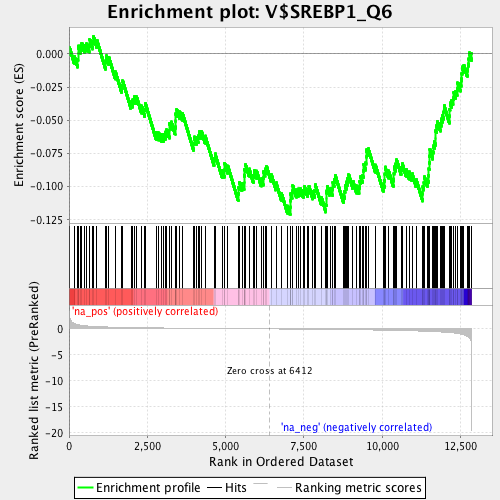 Enrichment plot: V$SREBP1_Q6
Enrichment score (ES)
0.000
-0.025
-0.050
-0.075
-0.100
-0.125
'na_pos' (positively correlated)
Ranked list metric (PreRanked)
0
-5
-10
-15
-20
Zero cross at 6412
'na_neg' (negatively correlated)
0
2,500
5,000
7,500
10,000
12,500
Rank in Ordered Dataset
Enrichment profile
Hits
Ranking metric scores